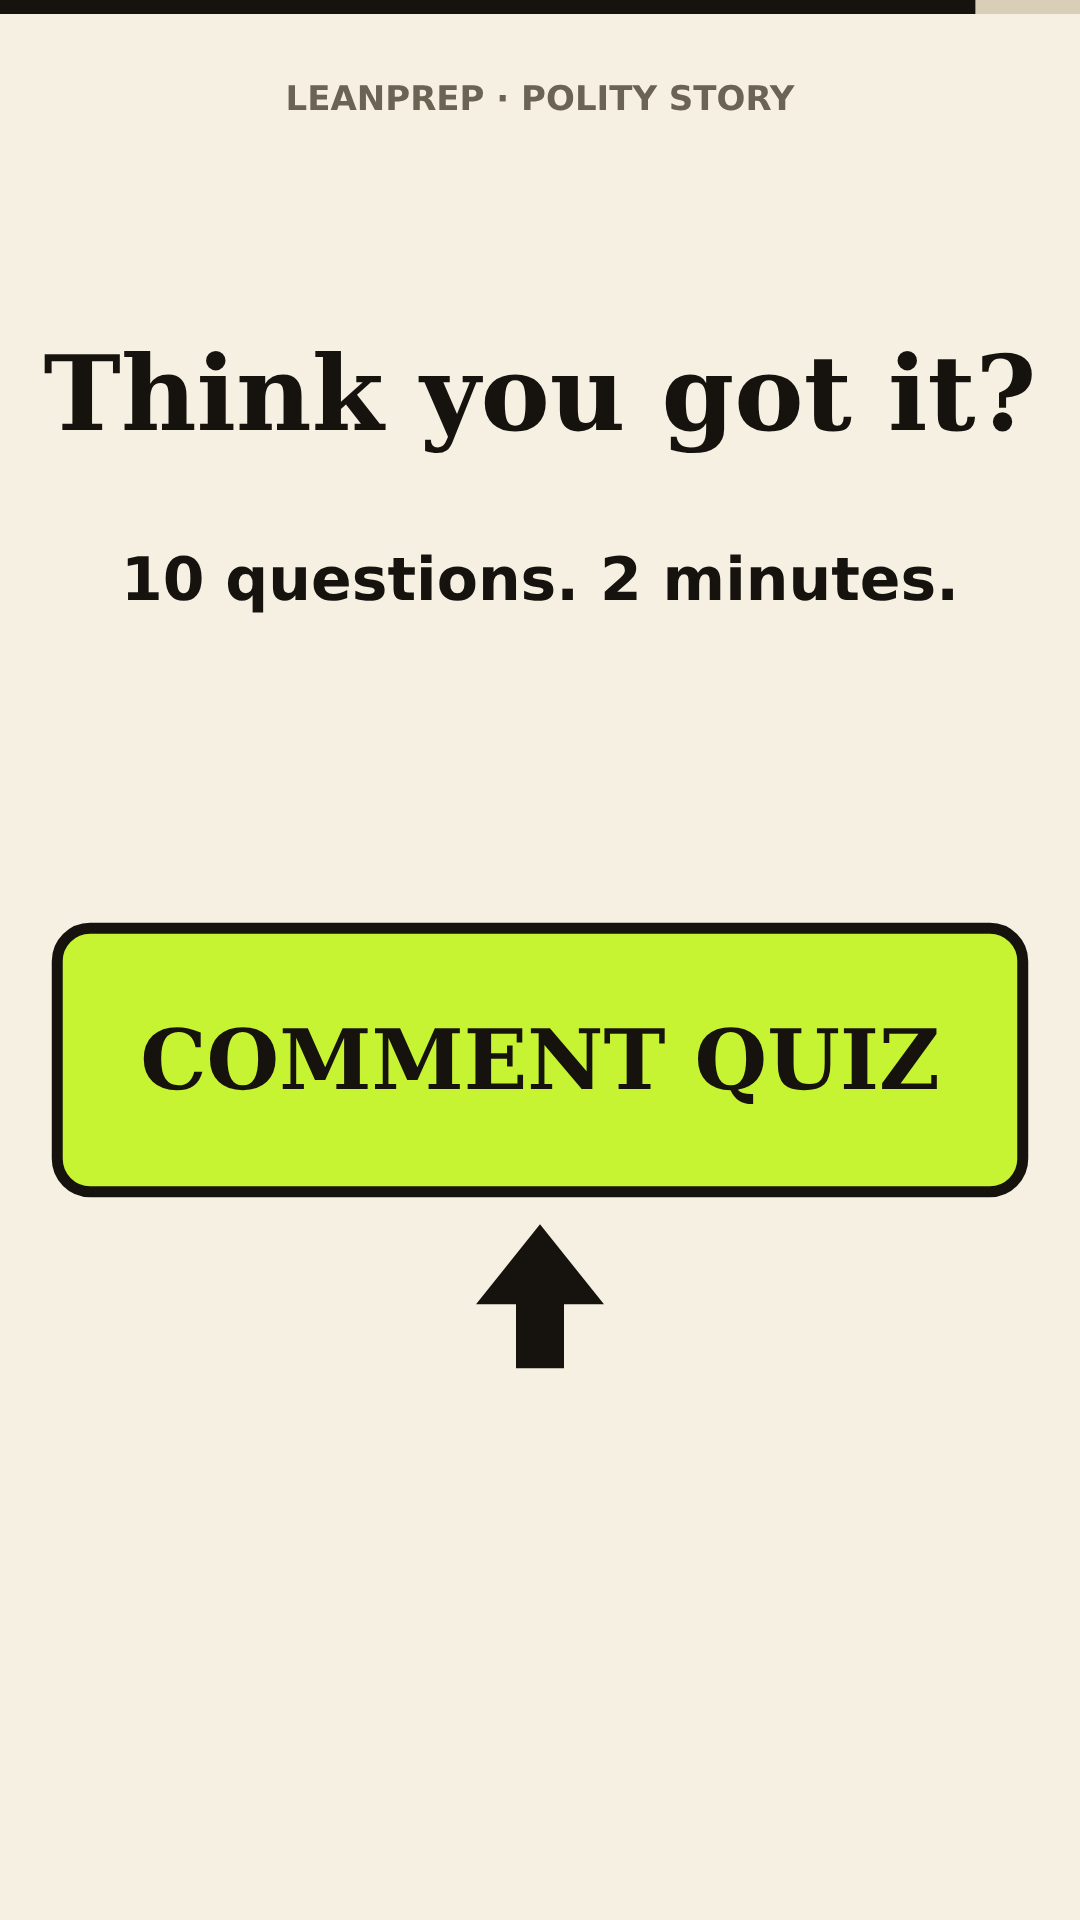 LEANPREP · POLITY STORY
Think you got it?
10 questions. 2 minutes.
COMMENT QUIZ